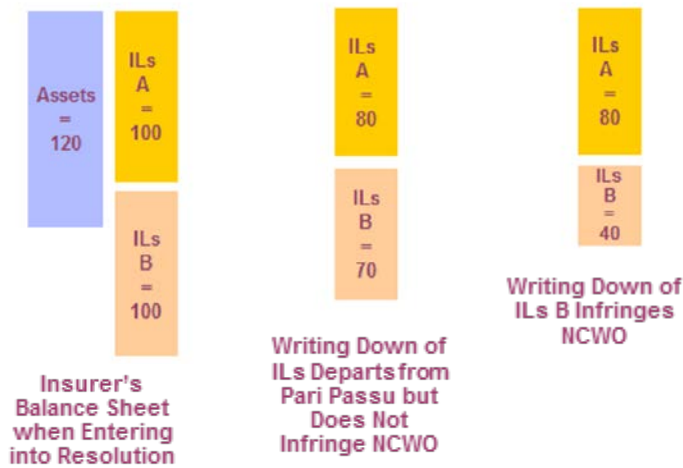 Assets
=
120
ILs
A
=
100
ILs
B
=
100
Insurer's
Balance Sheet
when Entering
into Resolution
ILs
A
=
80
ILs
B
=
70
Writing Down of
ILs Departs from
Pari Passu but
Does Not
Infringe NCWO
ILs
A
=
80
ILs
B
=
40
Writing Down of
ILs B Infringes
NCWO